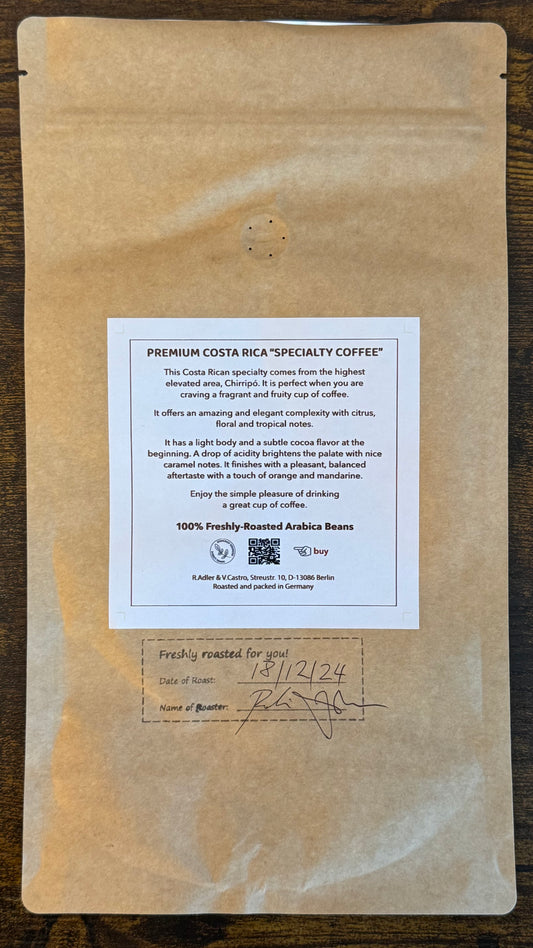 PREMIUM COSTA RICA "SPECIALTY COFFEE"
This Costa Rican specialty comes from the highest
elevated area, Chirripó. It is perfect when you are
craving a fragrant and fruity cup of coffee.
It offers an amazing and elegant complexity with citrus,
floral and tropical notes.
It has a light body and a subtle cocoa flavor at the
beginning. A drop of acidity brightens the palate with nice
caramel notes. It finishes with a pleasant, balanced
aftertaste with a touch of orange and mandarine.
Enjoy the simple pleasure of drinking
a great cup of coffee.
100% Freshly-Roasted Arabica Beans
buy
R.Adler & V.Castro, Streustr. 10, D-13086 Berlin
Roasted and packed in Germany
Freshly roasted for you!
Date of Roast: 18/12/24
Name of Roaster: